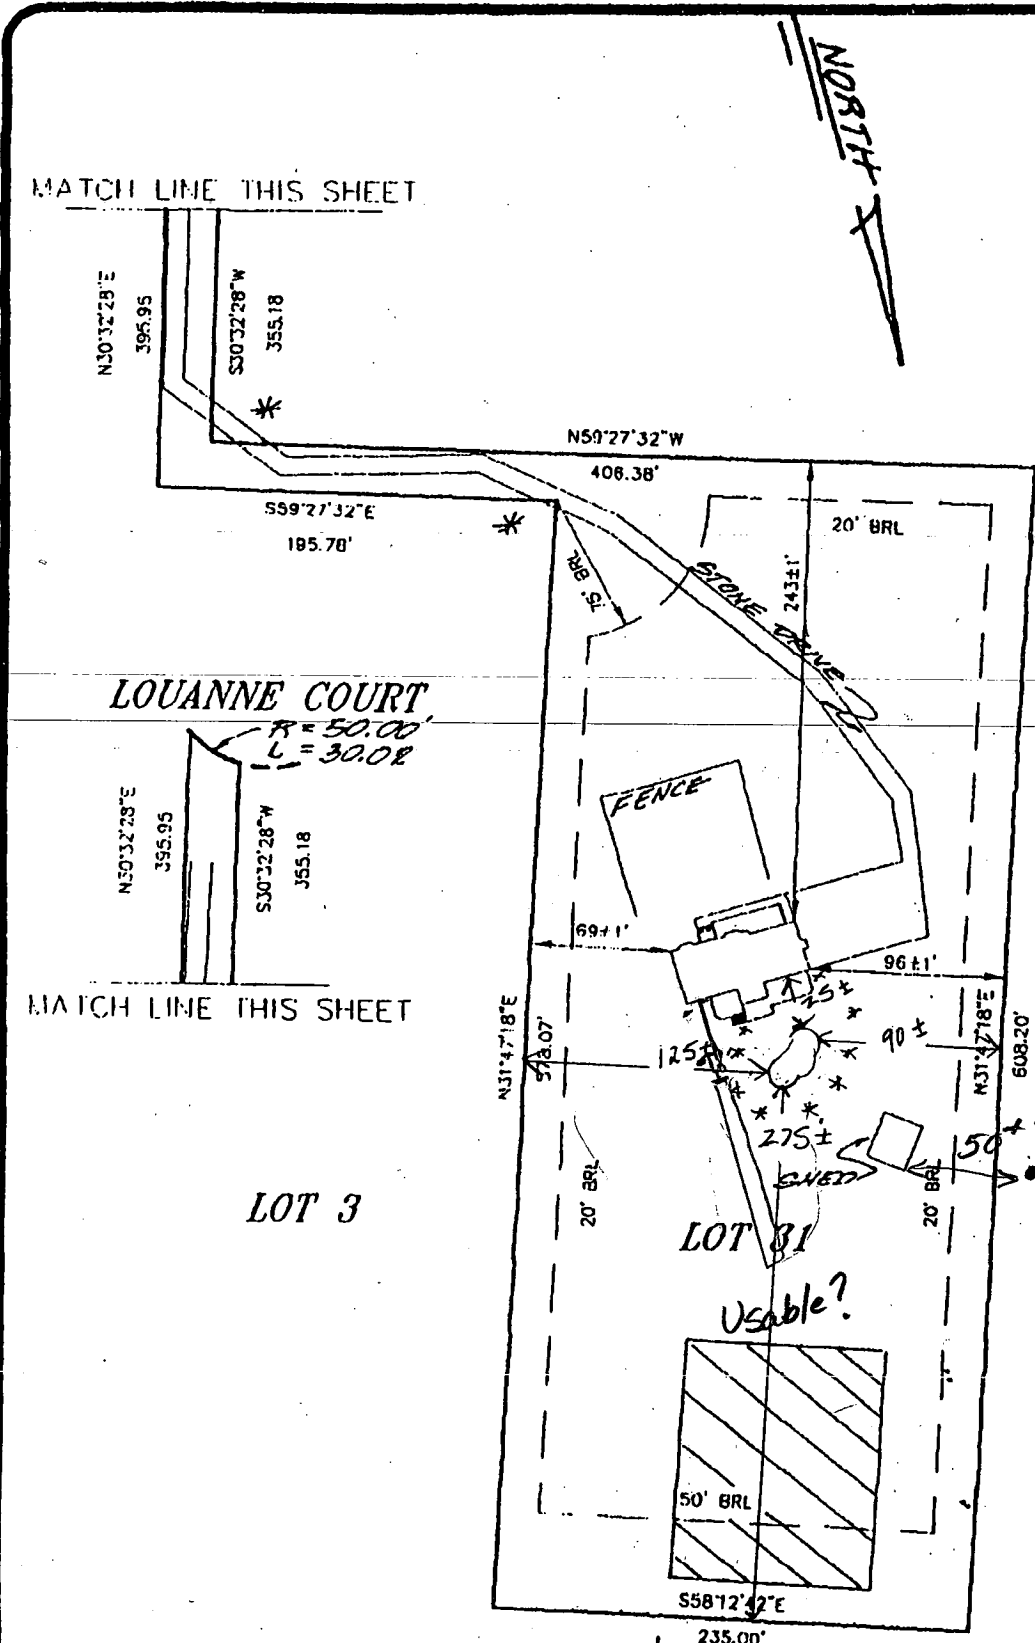 NORTH
MATCH LINE THIS SHEET
N30°32'28"E
395.95
S30°32'28"W
355.18
N59°27'32"W
406.38'
S59°27'32"E
195.78'
20' BRL
75' BRL
243±1'
STONE DRIVE
LOUANNE COURT
R = 50.00'
L = 30.02
N30°32'28"E
395.95
S30°32'28"W
355.18
FENCE
69±1'
96±1'
MATCH LINE THIS SHEET
25±
90±
125±
N31°47'18"E
578.07'
N31°47'18"E
608.20'
275±
SHED
50±
20' BRL
20' BRL
LOT 3
LOT 31
Usable?
50' BRL
S58°12'42"E
235.00'